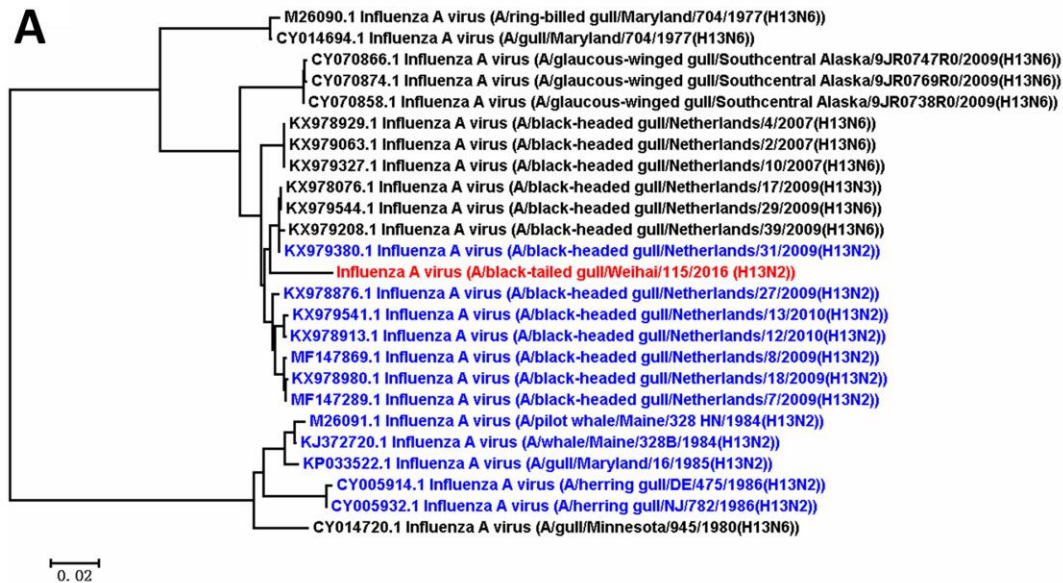 A
M26090.1 Influenza A virus (A/ring-billed gull/Maryland/704/1977(H13N6))
CY014694.1 Influenza A virus (A/gull/Maryland/704/1977(H13N6))
CY070866.1 Influenza A virus (A/glaucous-winged gull/Southcentral Alaska/9JR0747R0/2009(H13N6))
CY070874.1 Influenza A virus (A/glaucous-winged gull/Southcentral Alaska/9JR0769R0/2009(H13N6))
CY070858.1 Influenza A virus (A/glaucous-winged gull/Southcentral Alaska/9JR0738R0/2009(H13N6))
KX978929.1 Influenza A virus (A/black-headed gull/Netherlands/4/2007(H13N6))
KX979063.1 Influenza A virus (A/black-headed gull/Netherlands/2/2007(H13N6))
KX979327.1 Influenza A virus (A/black-headed gull/Netherlands/10/2007(H13N6))
KX978076.1 Influenza A virus (A/black-headed gull/Netherlands/17/2009(H13N3))
KX979544.1 Influenza A virus (A/black-headed gull/Netherlands/29/2009(H13N6))
KX979208.1 Influenza A virus (A/black-headed gull/Netherlands/39/2009(H13N6))
KX979380.1 Influenza A virus (A/black-headed gull/Netherlands/31/2009(H13N2))
Influenza A virus (A/black-tailed gull/Weihai/115/2016 (H13N2))
KX978876.1 Influenza A virus (A/black-headed gull/Netherlands/27/2009(H13N2))
KX979541.1 Influenza A virus (A/black-headed gull/Netherlands/13/2010(H13N2))
KX978913.1 Influenza A virus (A/black-headed gull/Netherlands/12/2010(H13N2))
MF147869.1 Influenza A virus (A/black-headed gull/Netherlands/8/2009(H13N2))
KX978980.1 Influenza A virus (A/black-headed gull/Netherlands/18/2009(H13N2))
MF147289.1 Influenza A virus (A/black-headed gull/Netherlands/7/2009(H13N2))
M26091.1 Influenza A virus (A/pilot whale/Maine/328 HN/1984(H13N2))
KJ372720.1 Influenza A virus (A/whale/Maine/328B/1984(H13N2))
KP033522.1 Influenza A virus (A/gull/Maryland/16/1985(H13N2))
CY005914.1 Influenza A virus (A/herring gull/DE/475/1986(H13N2))
CY005932.1 Influenza A virus (A/herring gull/NJ/782/1986(H13N2))
CY014720.1 Influenza A virus (A/gull/Minnesota/945/1980(H13N6))
0.02